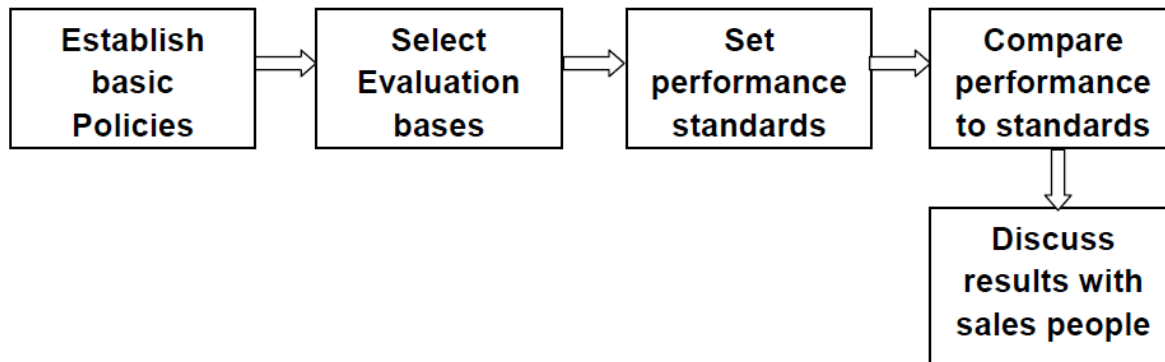 Establish
basic
Policies
Select
Evaluation
bases
Set
performance
standards
Compare
performance
to standards
Discuss
results with
sales people